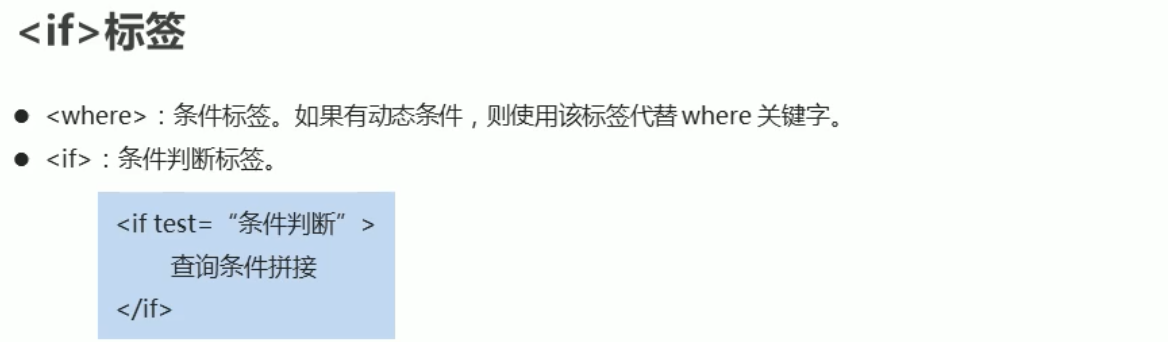 <if>标签
● <where>：条件标签。如果有动态条件，则使用该标签代替 where 关键字。
● <if>：条件判断标签。
<if test=“条件判断”>
查询条件拼接
</if>